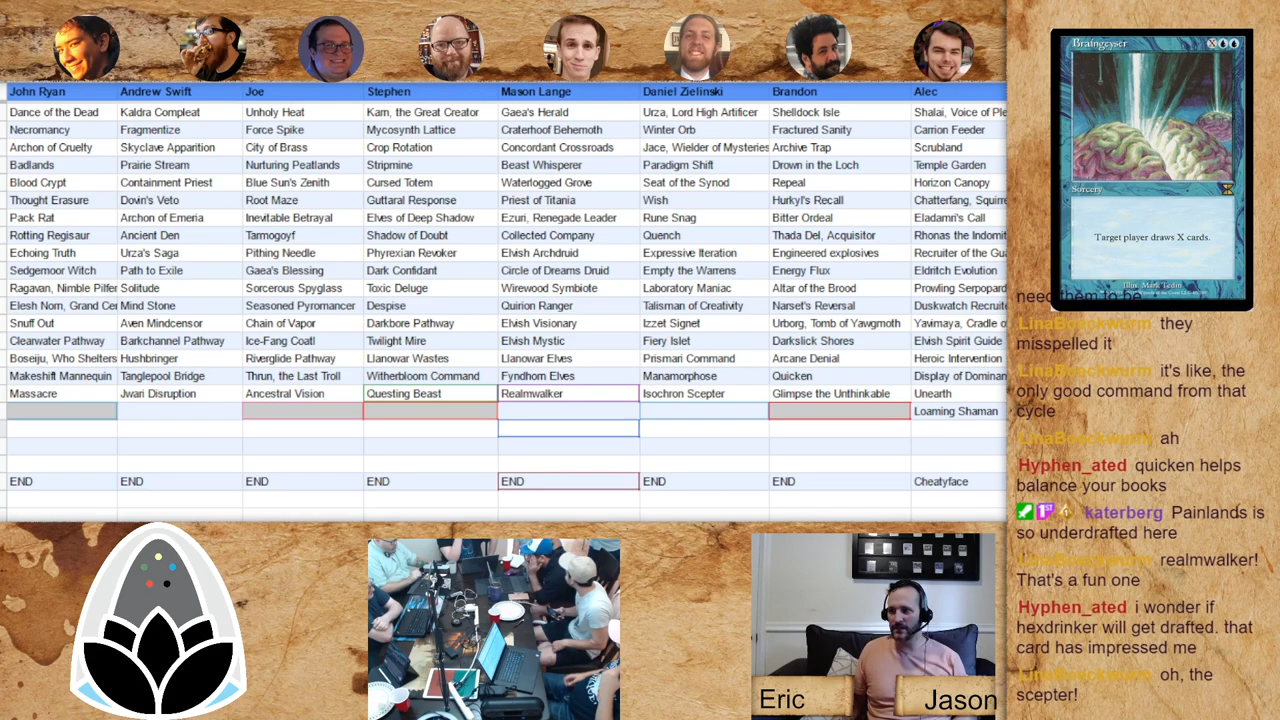 John Ryan Andrew Swift Joe Stephen Mason Lange Daniel Zielinski Brandon Alec
Dance of the Dead Kaldra Compleat Unholy Heat Karn, the Great Creator Gaea's Herald Urza, Lord High Artificer Shelldock Isle Shalai, Voice of Ple
Necromancy Fragmentize Force Spike Mycosynth Lattice Craterhoof Behemoth Winter Orb Fractured Sanity Carrion Feeder
Archon of Cruelty Skyclave Apparition City of Brass Crop Rotation Concordant Crossroads Jace, Wielder of Mysteries Archive Trap Scrubland
Badlands Prairie Stream Nurturing Peatlands Stripmine Beast Whisperer Paradigm Shift Drown in the Loch Temple Garden
Blood Crypt Containment Priest Blue Sun's Zenith Cursed Totem Waterlogged Grove Seat of the Synod Repeal Horizon Canopy
Thought Erasure Dovin's Veto Root Maze Guttaral Response Priest of Titania Wish Hurkyl's Recall Chatterfang, Squirre
Pack Rat Archon of Emeria Inevitable Betrayal Elves of Deep Shadow Ezuri, Renegade Leader Rune Snag Bitter Ordeal Eladamri's Call
Rotting Regisaur Ancient Den Tarmogoyf Shadow of Doubt Collected Company Quench Thada Del, Acquisitor Rhonas the Indomit
Echoing Truth Urza's Saga Pithing Needle Phyrexian Revoker Elvish Archdruid Expressive Iteration Engineered explosives Recruiter of the Gua
Sedgemoor Witch Path to Exile Gaea's Blessing Dark Confidant Circle of Dreams Druid Empty the Warrens Energy Flux Eldritch Evolution
Ragavan, Nimble Pilfer Solitude Sorcerous Spyglass Toxic Deluge Wirewood Symbiote Laboratory Maniac Altar of the Brood Prowling Serpopard
Elesh Norn, Grand Cer Mind Stone Seasoned Pyromancer Despise Quirion Ranger Talisman of Creativity Narset's Reversal Duskwatch Recruite
Snuff Out Aven Mindcensor Chain of Vapor Darkbore Pathway Elvish Visionary Izzet Signet Urborg, Tomb of Yawgmoth Yavimaya, Cradle o
Clearwater Pathway Barkchannel Pathway Ice-Fang Coatl Twilight Mire Elvish Mystic Fiery Islet Darkslick Shores Elvish Spirit Guide
Boseiju, Who Shelters Hushbringer Riverglide Pathway Llanowar Wastes Llanowar Elves Prismari Command Arcane Denial Heroic Intervention
Makeshift Mannequin Tanglepool Bridge Thrun, the Last Troll Witherbloom Command Fyndhorn Elves Manamorphose Quicken Display of Dominan
Massacre Jwari Disruption Ancestral Vision Questing Beast Realmwalker Isochron Scepter Glimpse the Unthinkable Unearth
Loaming Shaman
END END END END END END END Cheatyface
Braingeyser X
Sorcery
Target player draws X cards.
Illus. Mark Tedin
need them to be
LinaBoeckwurm they
misspelled it
LinaBoeckwurm it's like, the
only good command from that
cycle
LinaBoeckwurm ah
Hyphen_ated quicken helps
balance your books
1ST katerberg Painlands is
so underdrafted here
LinaBoeckwurm realmwalker!
That's a fun one
Hyphen_ated i wonder if
hexdrinker will get drafted. that
card has impressed me
LinaBoeckwurm oh, the
scepter!
Eric Jason